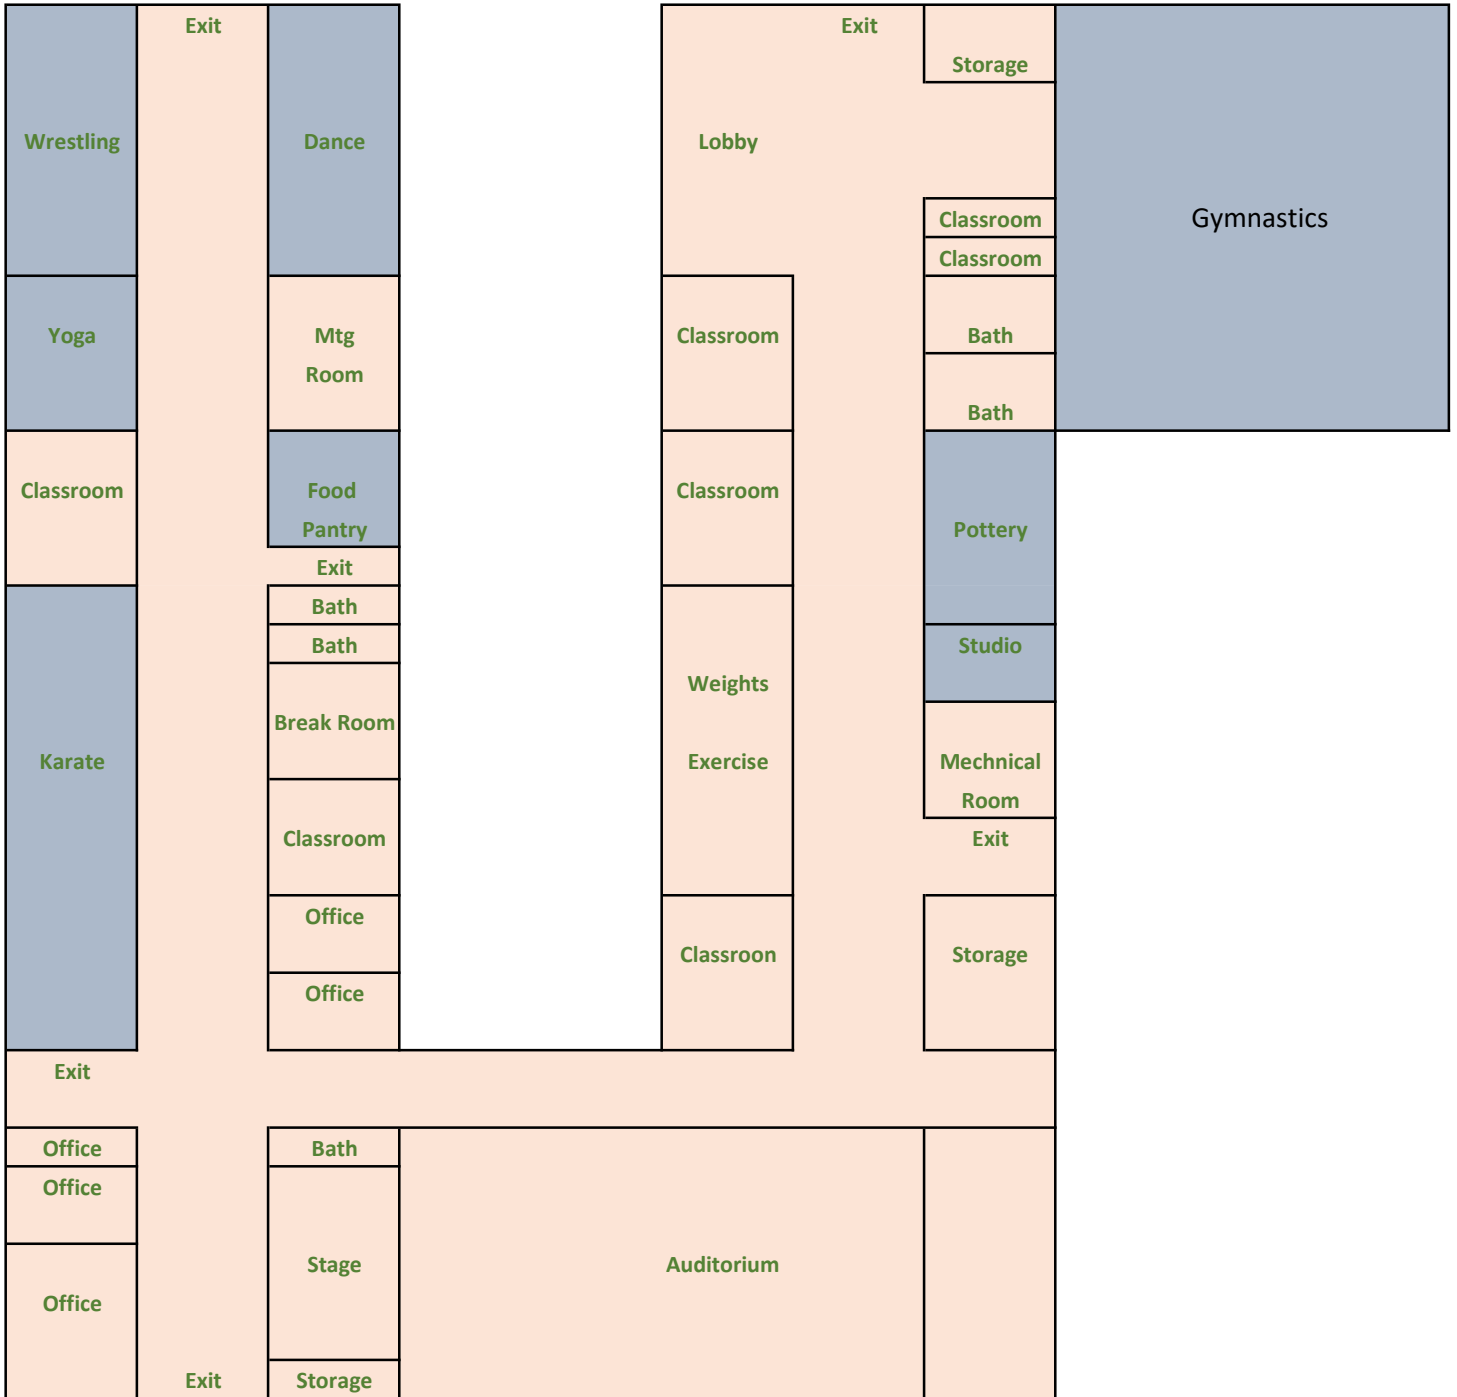 Exit
Exit
Storage
Wrestling
Dance
Lobby
Classroom
Gymnastics
Classroom
Yoga
Mtg
Room
Classroom
Bath
Bath
Classroom
Food
Pantry
Classroom
Pottery
Exit
Bath
Bath
Studio
Weights
Break Room
Karate
Exercise
Mechnical
Room
Classroom
Exit
Office
Classroon
Storage
Office
Exit
Office
Bath
Office
Stage
Auditorium
Office
Exit
Storage